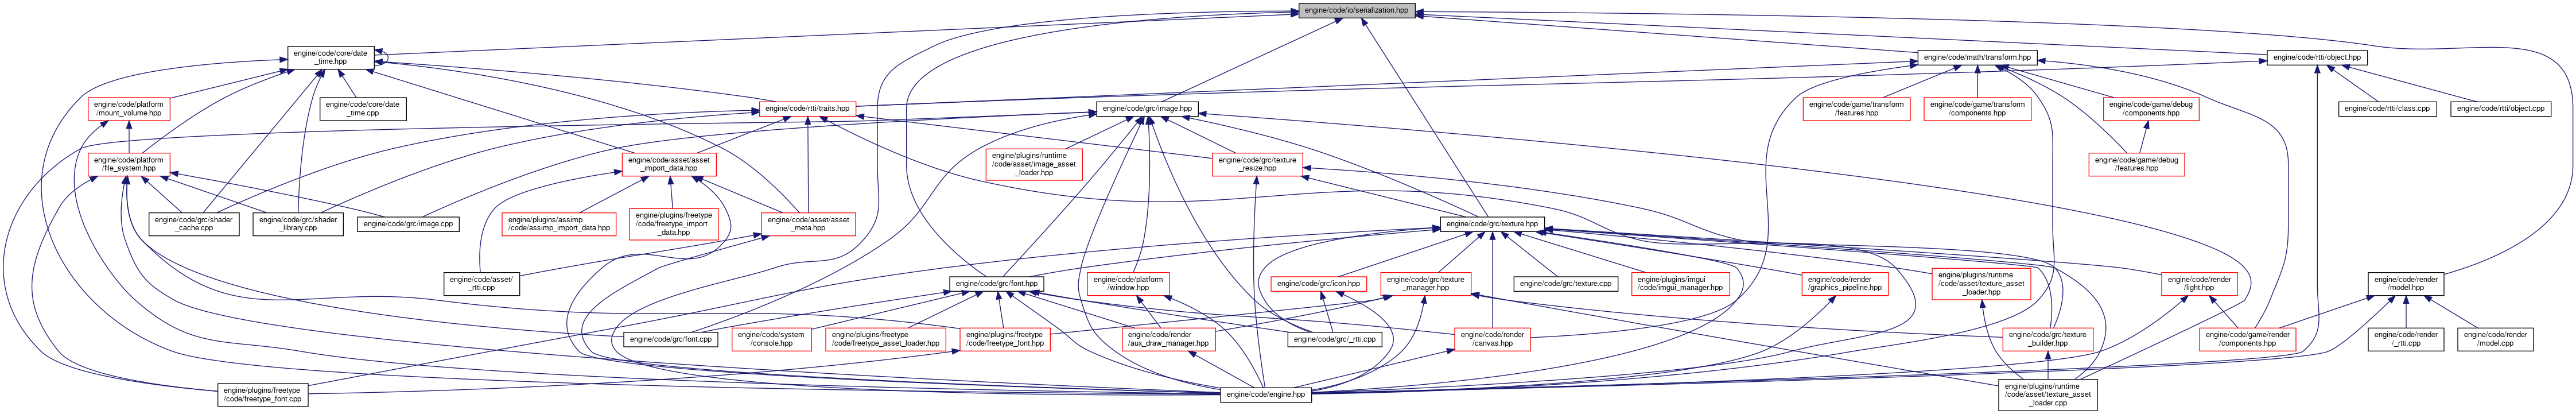 engine/code/io/serialization.hpp
engine/code/core/date
_time.hpp
engine/code/math/transform.hpp
engine/code/rtti/object.hpp
engine/code/platform
/mount_volume.hpp
engine/code/core/date
_time.cpp
engine/code/rtti/traits.hpp
engine/code/grc/image.hpp
engine/code/game/transform
/features.hpp
engine/code/game/transform
/components.hpp
engine/code/game/debug
/components.hpp
engine/code/rtti/class.cpp
engine/code/rtti/object.cpp
engine/code/platform
/file_system.hpp
engine/code/asset/asset
_import_data.hpp
engine/plugins/runtime
/code/asset/image_asset
_loader.hpp
engine/code/grc/texture
_resize.hpp
engine/code/game/debug
/features.hpp
engine/code/grc/shader
_cache.cpp
engine/code/grc/shader
_library.cpp
engine/code/grc/image.cpp
engine/plugins/assimp
/code/assimp_import_data.hpp
engine/plugins/freetype
/code/freetype_import
_data.hpp
engine/code/asset/asset
_meta.hpp
engine/code/grc/texture.hpp
engine/code/asset/
_rtti.cpp
engine/code/grc/font.hpp
engine/code/platform
/window.hpp
engine/code/grc/icon.hpp
engine/code/grc/texture
_manager.hpp
engine/code/grc/texture.cpp
engine/plugins/imgui
/code/imgui_manager.hpp
engine/code/render
/graphics_pipeline.hpp
engine/plugins/runtime
/code/asset/texture_asset
_loader.hpp
engine/code/render
/light.hpp
engine/code/render
/model.hpp
engine/code/grc/font.cpp
engine/code/system
/console.hpp
engine/plugins/freetype
/code/freetype_asset_loader.hpp
engine/plugins/freetype
/code/freetype_font.hpp
engine/code/render
/aux_draw_manager.hpp
engine/code/grc/_rtti.cpp
engine/code/render
/canvas.hpp
engine/code/grc/texture
_builder.hpp
engine/code/game/render
/components.hpp
engine/code/render
/_rtti.cpp
engine/code/render
/model.cpp
engine/plugins/freetype
/code/freetype_font.cpp
engine/code/engine.hpp
engine/plugins/runtime
/code/asset/texture_asset
_loader.cpp